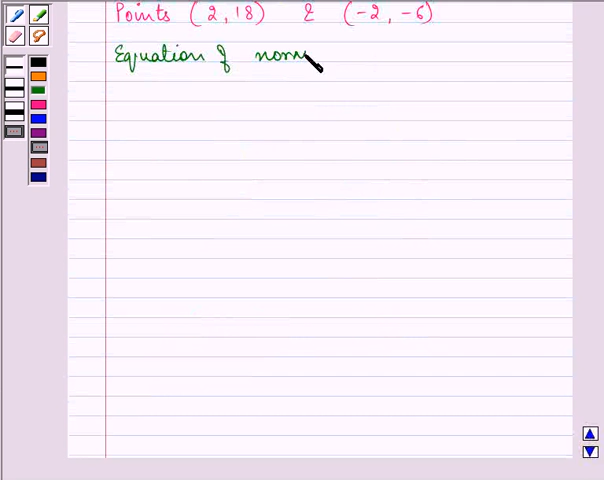 Points (2, 18) & (-2, -6)
Equation of norm